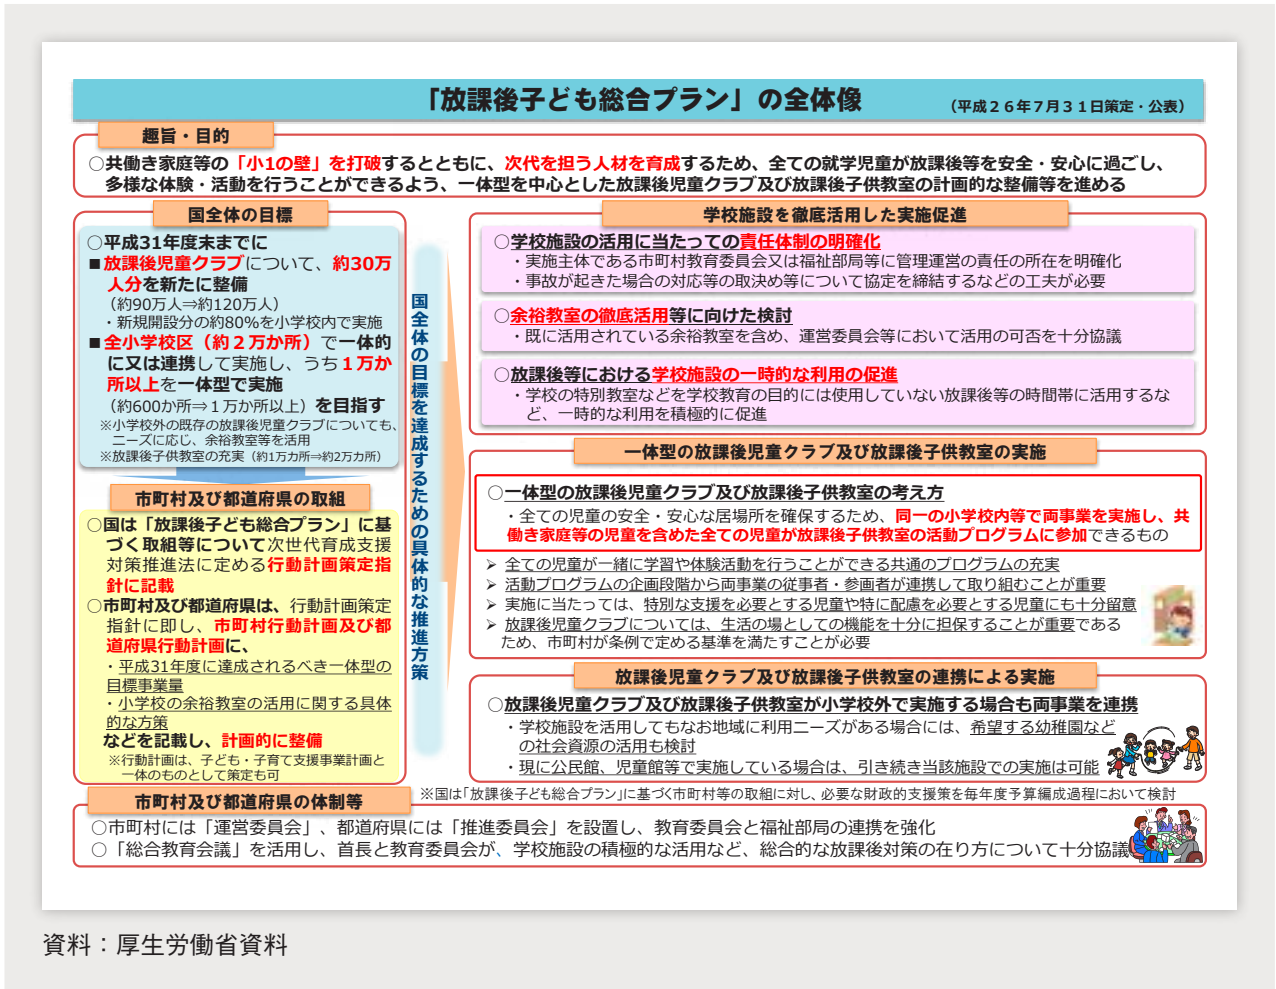 「放課後子ども総合プラン」の全体像
（平成２６年７月３１日策定・公表）
趣旨・目的
○共働き家庭等の「小1の壁」を打破するとともに、次代を担う人材を育成するため、全ての就学児童が放課後等を安全・安心に過ごし、
多様な体験・活動を行うことができるよう、一体型を中心とした放課後児童クラブ及び放課後子供教室の計画的な整備等を進める
国全体の目標
○平成31年度末までに
■放課後児童クラブについて、約30万
人分を新たに整備
（約90万人⇒約120万人）
・新規開設分の約80％を小学校内で実施
■全小学校区（約２万か所）で一体的
に又は連携して実施し、うち１万か
所以上を一体型で実施
（約600か所⇒１万か所以上）を目指す
※小学校外の既存の放課後児童クラブについても、
ニーズに応じ、余裕教室等を活用
※放課後子供教室の充実（約1万カ所⇒約2万カ所）
市町村及び都道府県の取組
○国は「放課後子ども総合プラン」に基
づく取組等について次世代育成支援
対策推進法に定める行動計画策定指
針に記載
○市町村及び都道府県は、行動計画策定
指針に即し、市町村行動計画及び都
道府県行動計画に、
・平成31年度に達成されるべき一体型の
目標事業量
・小学校の余裕教室の活用に関する具体
的な方策
などを記載し、計画的に整備
※行動計画は、子ども・子育て支援事業計画と
一体のものとして策定も可
国全体の目標を達成するための具体的な推進方策
学校施設を徹底活用した実施促進
○学校施設の活用に当たっての責任体制の明確化
・実施主体である市町村教育委員会又は福祉部局等に管理運営の責任の所在を明確化
・事故が起きた場合の対応等の取決め等について協定を締結するなどの工夫が必要
○余裕教室の徹底活用等に向けた検討
・既に活用されている余裕教室を含め、運営委員会等において活用の可否を十分協議
○放課後等における学校施設の一時的な利用の促進
・学校の特別教室などを学校教育の目的には使用していない放課後等の時間帯に活用するな
ど、一時的な利用を積極的に促進
一体型の放課後児童クラブ及び放課後子供教室の実施
○一体型の放課後児童クラブ及び放課後子供教室の考え方
・全ての児童の安全・安心な居場所を確保するため、同一の小学校内等で両事業を実施し、共
働き家庭等の児童を含めた全ての児童が放課後子供教室の活動プログラムに参加できるもの
➢ 全ての児童が一緒に学習や体験活動を行うことができる共通のプログラムの充実
➢ 活動プログラムの企画段階から両事業の従事者・参画者が連携して取り組むことが重要
➢ 実施に当たっては、特別な支援を必要とする児童や特に配慮を必要とする児童にも十分留意
➢ 放課後児童クラブについては、生活の場としての機能を十分に担保することが重要である
ため、市町村が条例で定める基準を満たすことが必要
放課後児童クラブ及び放課後子供教室の連携による実施
○放課後児童クラブ及び放課後子供教室が小学校外で実施する場合も両事業を連携
・学校施設を活用してもなお地域に利用ニーズがある場合には、希望する幼稚園など
の社会資源の活用も検討
・現に公民館、児童館等で実施している場合は、引き続き当該施設での実施は可能
※国は「放課後子ども総合プラン」に基づく市町村等の取組に対し、必要な財政的支援策を毎年度予算編成過程において検討
市町村及び都道府県の体制等
○市町村には「運営委員会」、都道府県には「推進委員会」を設置し、教育委員会と福祉部局の連携を強化
○「総合教育会議」を活用し、首長と教育委員会が、学校施設の積極的な活用など、総合的な放課後対策の在り方について十分協議
資料：厚生労働省資料